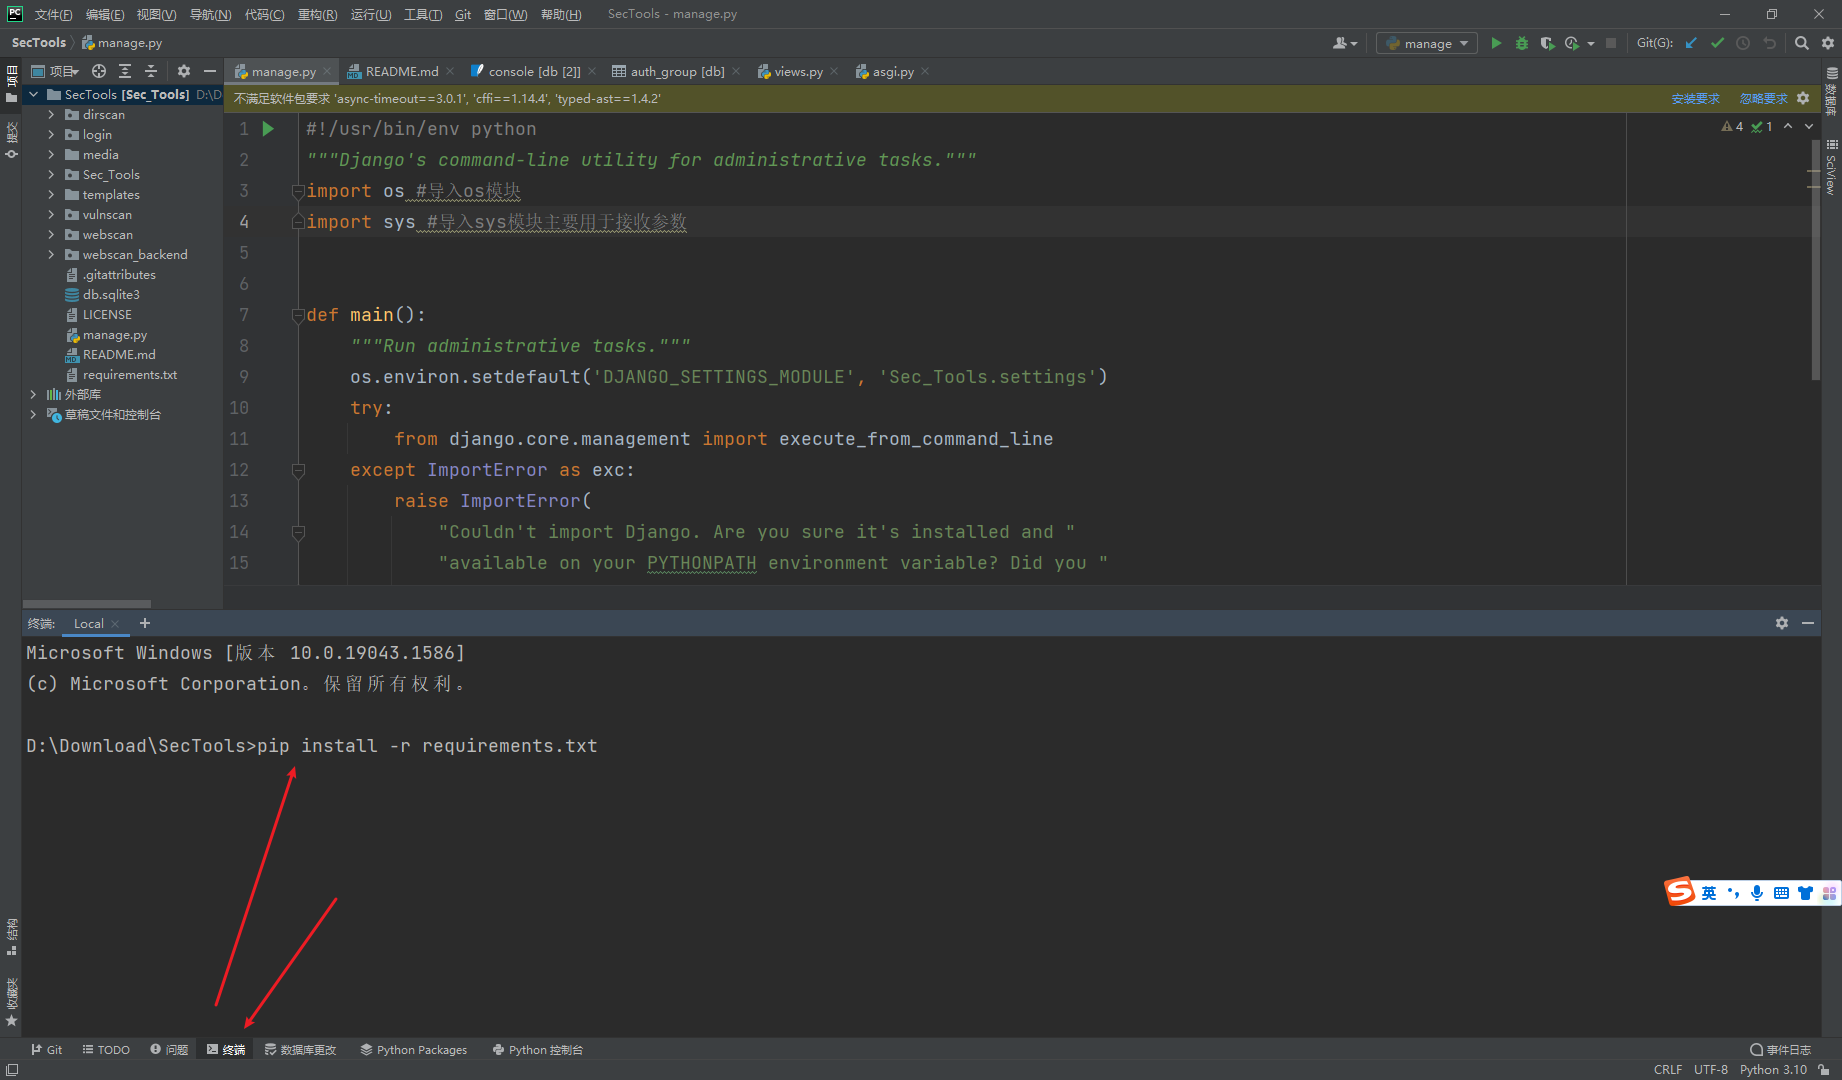 PC 文件(F) 编辑(E) 视图(V) 导航(N) 代码(C) 重构(R) 运行(U) 工具(T) Git 窗口(W) 帮助(H) SecTools - manage.py
SecTools manage.py
manage Git(G):
项目 manage.py README.md console [db [2]] auth_group [db] views.py asgi.py
SecTools [Sec_Tools] D:\D
dirscan
login
media
Sec_Tools
templates
vulnscan
webscan
webscan_backend
.gitattributes
db.sqlite3
LICENSE
manage.py
README.md
requirements.txt
外部库
草稿文件和控制台
项目
提交
结构
收藏夹
不满足软件包要求 'async-timeout==3.0.1', 'cffi==1.14.4', 'typed-ast==1.4.2' 安装要求 忽略要求
4 1
1 #!/usr/bin/env python
2 """Django's command-line utility for administrative tasks."""
3 import os #导入os模块
4 import sys #导入sys模块主要用于接收参数
5
6
7 def main():
8 """Run administrative tasks."""
9 os.environ.setdefault('DJANGO_SETTINGS_MODULE', 'Sec_Tools.settings')
10 try:
11 from django.core.management import execute_from_command_line
12 except ImportError as exc:
13 raise ImportError(
14 "Couldn't import Django. Are you sure it's installed and "
15 "available on your PYTHONPATH environment variable? Did you "
数据库
SciView
终端: Local +
Microsoft Windows [版本 10.0.19043.1586]
(c) Microsoft Corporation。保留所有权利。
D:\Download\SecTools>pip install -r requirements.txt
S 英
Git TODO 问题 终端 数据库更改 Python Packages Python 控制台 事件日志
CRLF UTF-8 Python 3.10